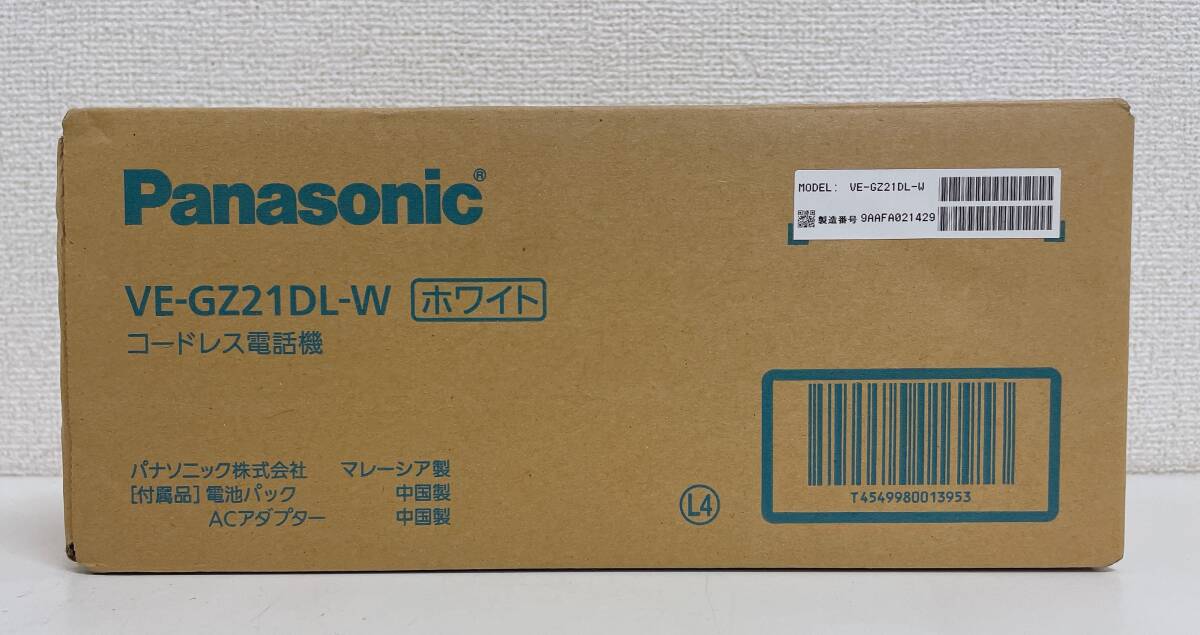 Panasonic®
MODEL: VE-GZ21DL-W
製造番号 9AAFA021429
VE-GZ21DL-W ホワイト
コードレス電話機
パナソニック株式会社 マレーシア製
[付属品] 電池パック 中国製
ACアダプター 中国製
L4
T4549980013953